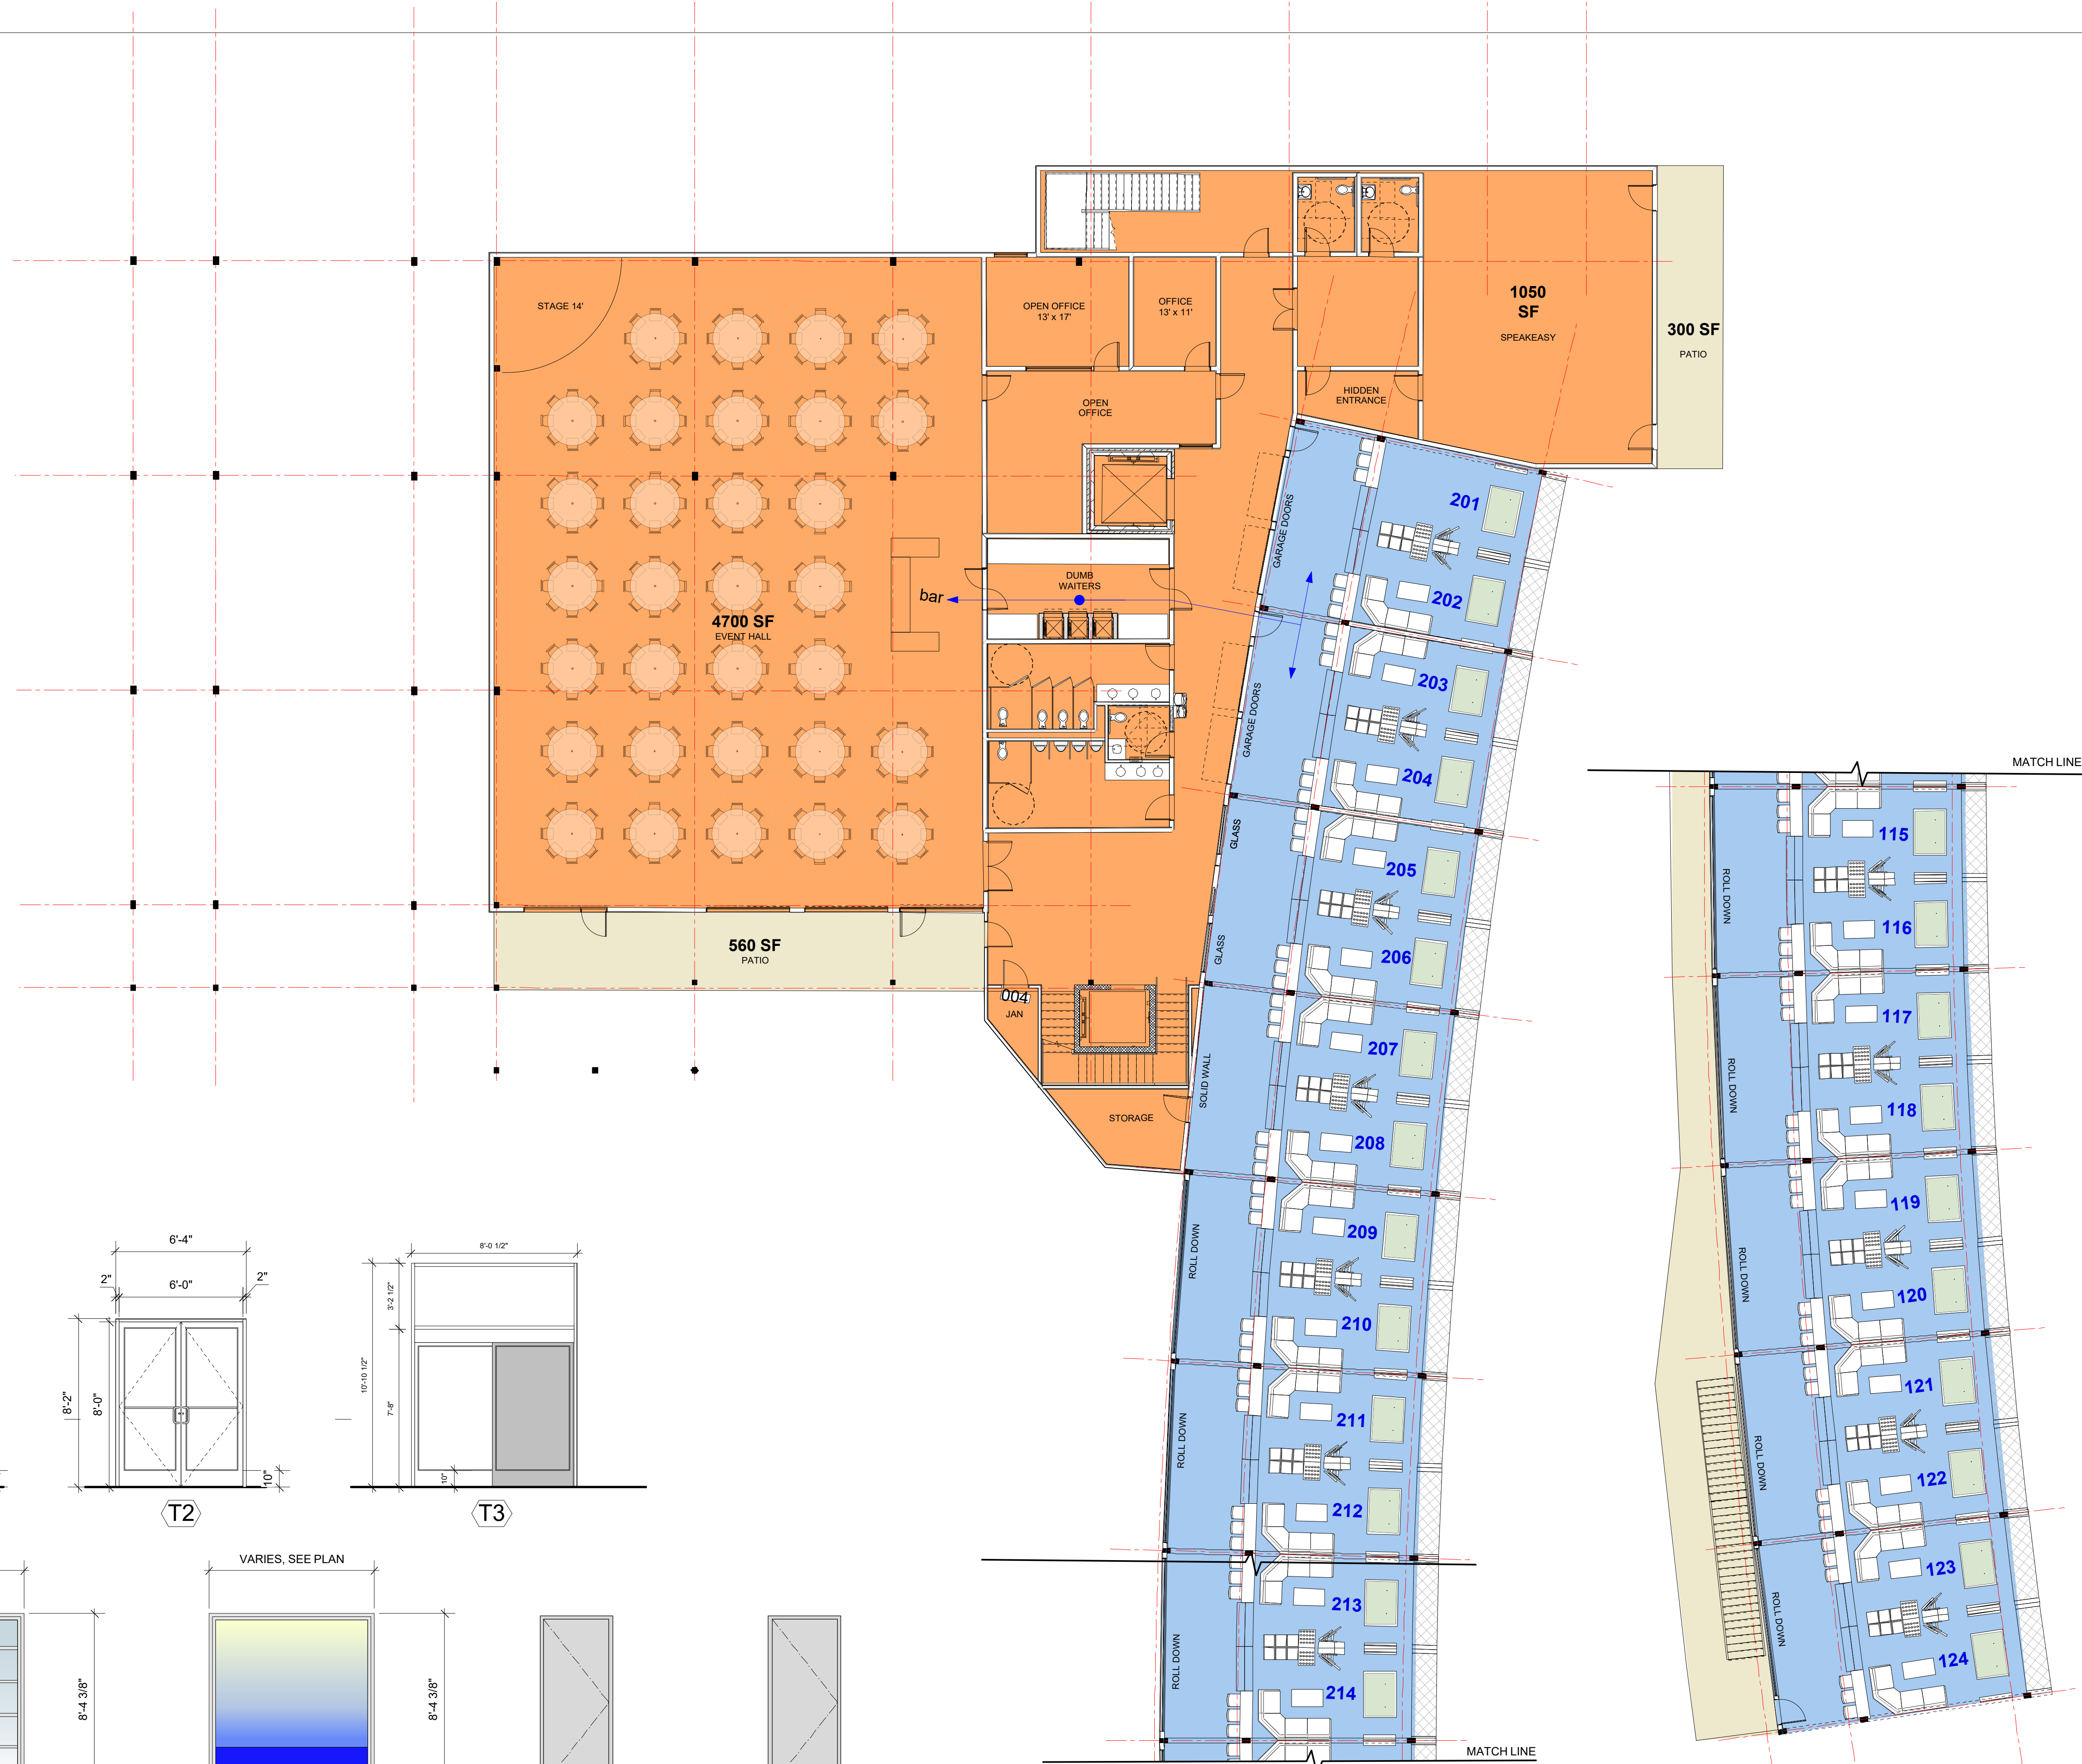 STAGE 14'
OPEN OFFICE
13' x 17'
OFFICE
13' x 11'
1050
SF
SPEAKEASY
300 SF
PATIO
HIDDEN
ENTRANCE
OPEN
OFFICE
GARAGE DOORS
201
DUMB
WAITERS
bar
202
4700 SF
EVENT HALL
203
GARAGE DOORS
204
GLASS
205
560 SF
PATIO
GLASS
206
004
JAN
207
SOLID WALL
STORAGE
208
ROLL DOWN
209
210
ROLL DOWN
211
212
213
ROLL DOWN
214
MATCH LINE
MATCH LINE
115
ROLL DOWN
116
117
ROLL DOWN
118
119
ROLL DOWN
120
121
ROLL DOWN
122
123
ROLL DOWN
124
6'-4"
2"
6'-0"
2"
8'-2"
8'-0"
10"
T2
8'-0 1/2"
3'-2 1/2"
10'-10 1/2"
7'-8"
10"
T3
VARIES, SEE PLAN
8'-4 3/8"
8'-4 3/8"